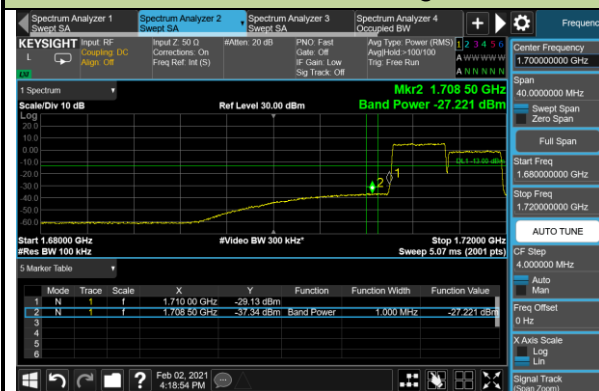 Spectrum Analyzer 1
Swept SA
Spectrum Analyzer 2
Swept SA
Spectrum Analyzer 3
Swept SA
Spectrum Analyzer 4
Occupied BW
Frequenc
KEYSIGHT
L
LM
Input: RF
Coupling: DC
Align: Off
Input Z: 50 Ω
Corrections: On
Freq Ref: Int (S)
#Atten: 20 dB
PNO: Fast
Gate: Off
IF Gain: Low
Sig Track: Off
Avg Type: Power (RMS)
Avg|Hold:>100/100
Trig: Free Run
1 2 3 4 5 6
A W W W W W
A N N N N N
1 Spectrum
Scale/Div 10 dB
Log
Ref Level 30.00 dBm
Mkr2 1.708 50 GHz
Band Power -27.221 dBm
20.0
10.0
0.00
-10.0
-20.0
-30.0
-40.0
-50.0
-60.0
DL1 -13.00 dBm
2
1
Start 1.68000 GHz
#Res BW 100 kHz
#Video BW 300 kHz*
Stop 1.72000 GHz
Sweep 5.07 ms (2001 pts)
5 Marker Table
Mode Trace Scale X Y Function Function Width Function Value
1 N 1 f 1.710 00 GHz -29.13 dBm
2 N 1 f 1.708 50 GHz -37.34 dBm Band Power 1.000 MHz -27.221 dBm
3
4
5
6
Feb 02, 2021
4:18:54 PM
?
Center Frequency
1.700000000 GHz
Span
40.0000000 MHz
Swept Span
Zero Span
Full Span
Start Freq
1.680000000 GHz
Stop Freq
1.720000000 GHz
AUTO TUNE
CF Step
4.000000 MHz
Auto
Man
Freq Offset
0 Hz
X Axis Scale
Log
Lin
Signal Track
(Span Zoom)